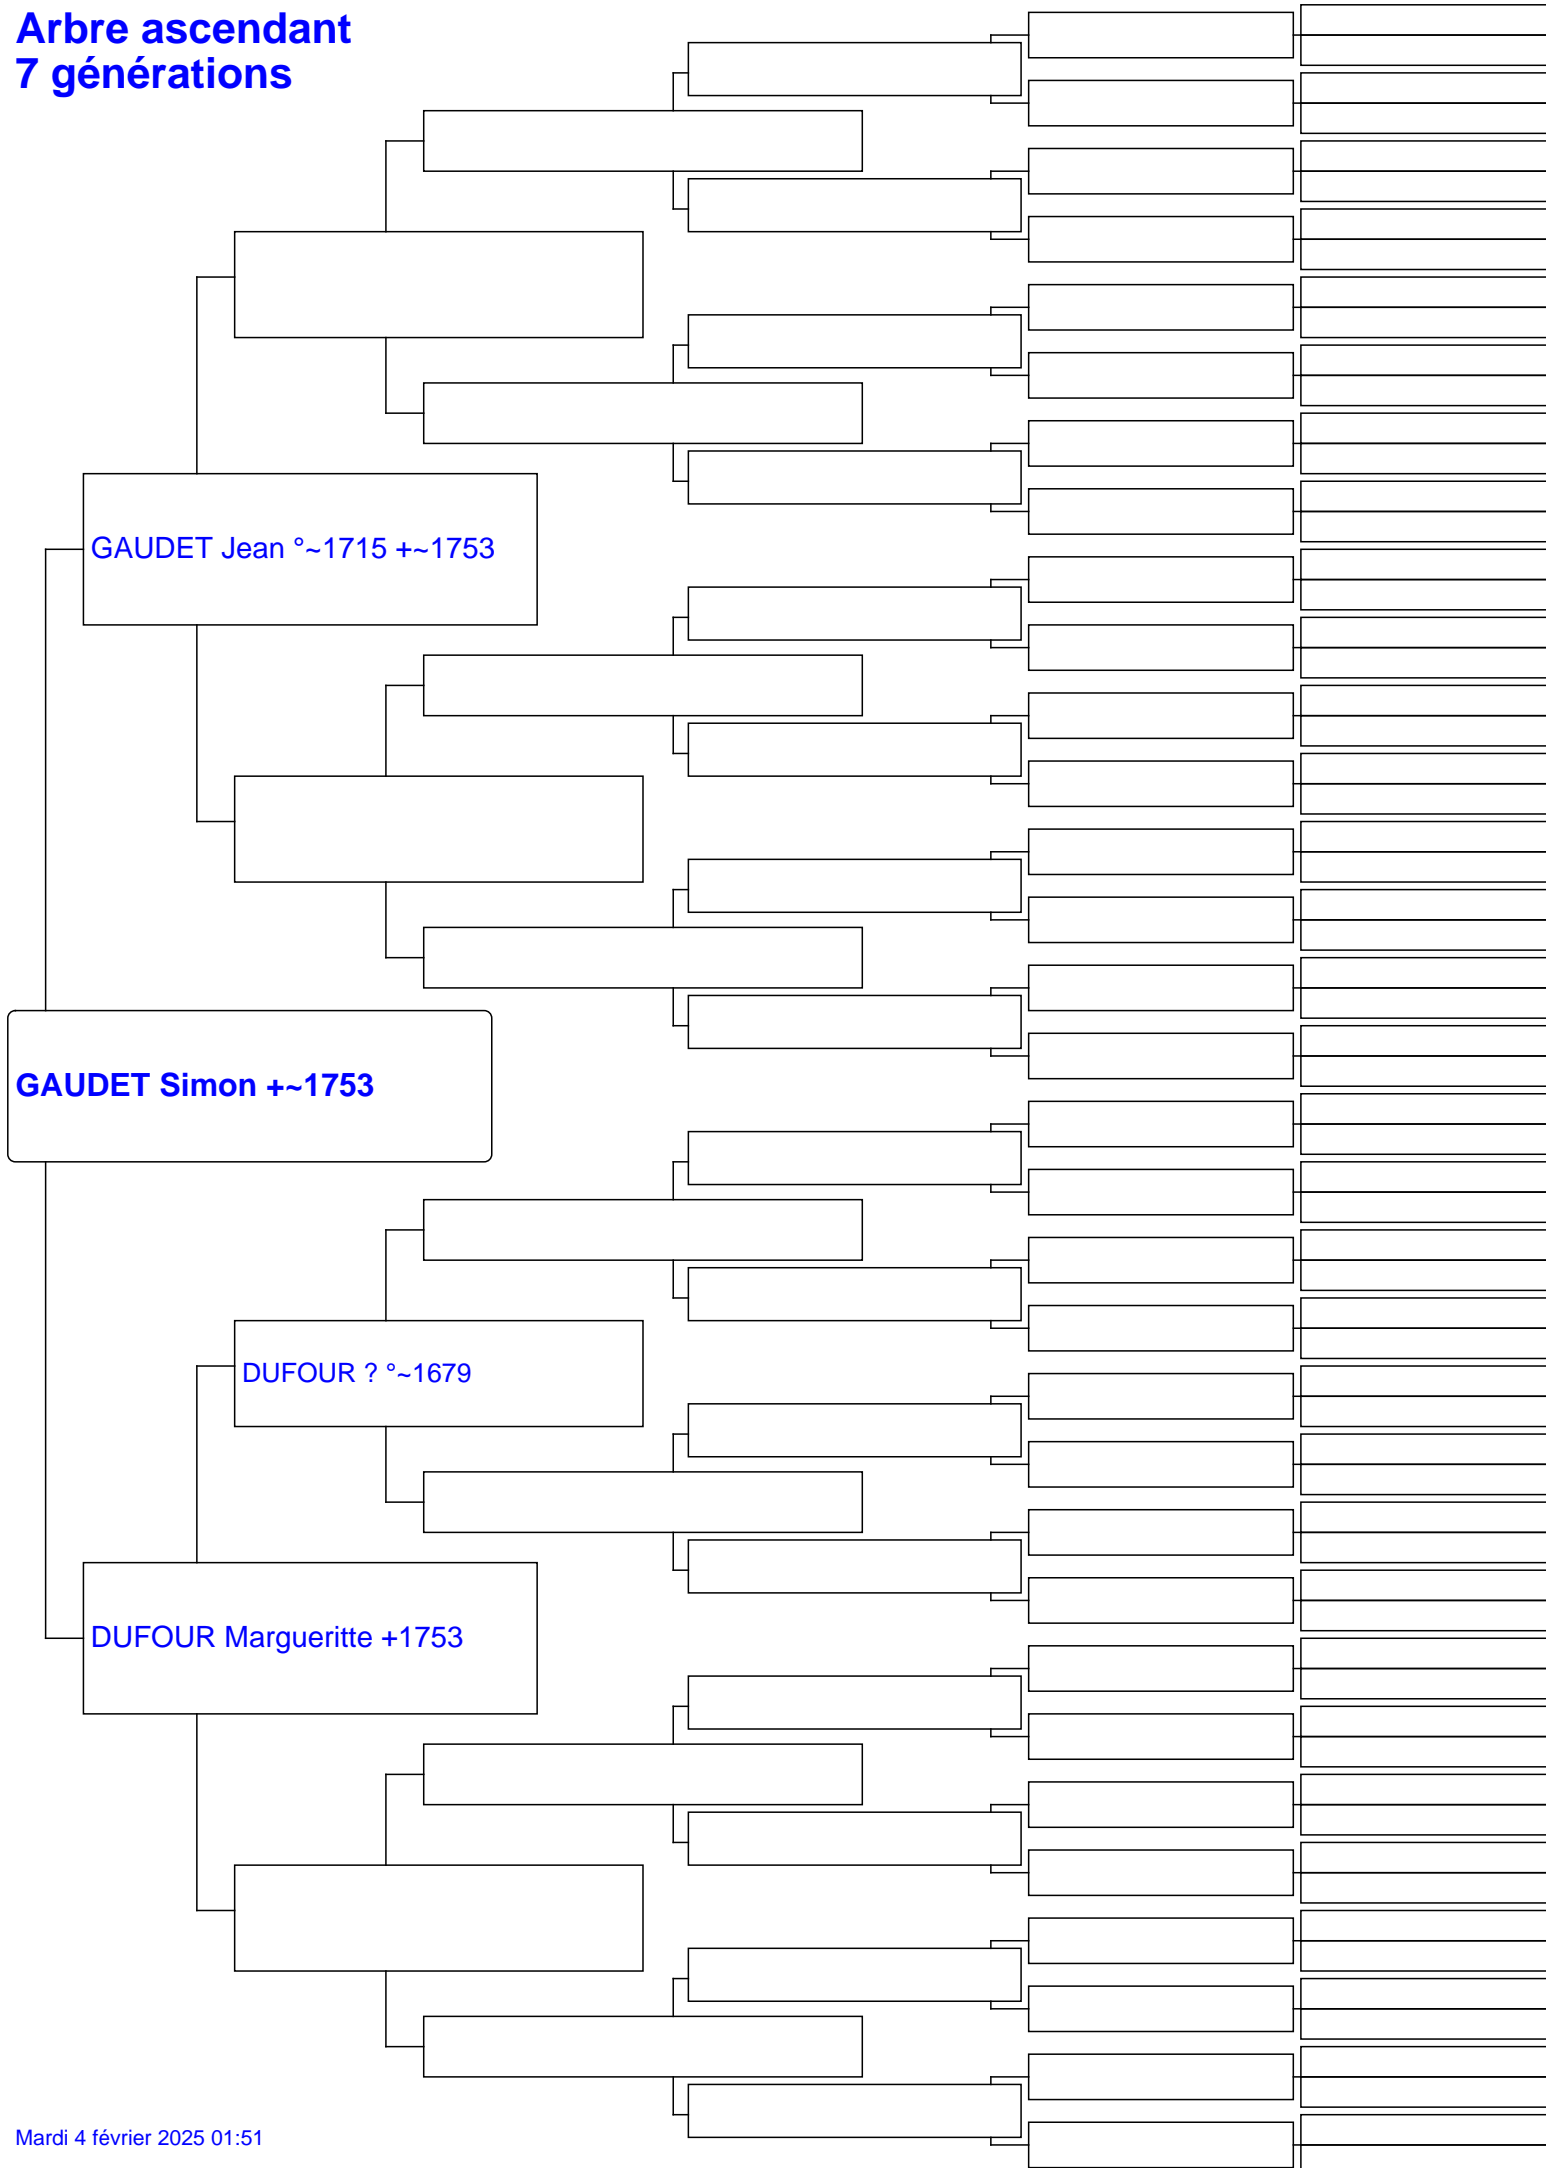 Arbre ascendant
7 générations
GAUDET Jean °~1715 +~1753
GAUDET Simon +~1753
DUFOUR ? °~1679
DUFOUR Margueritte +1753
Mardi 4 février 2025 01:51